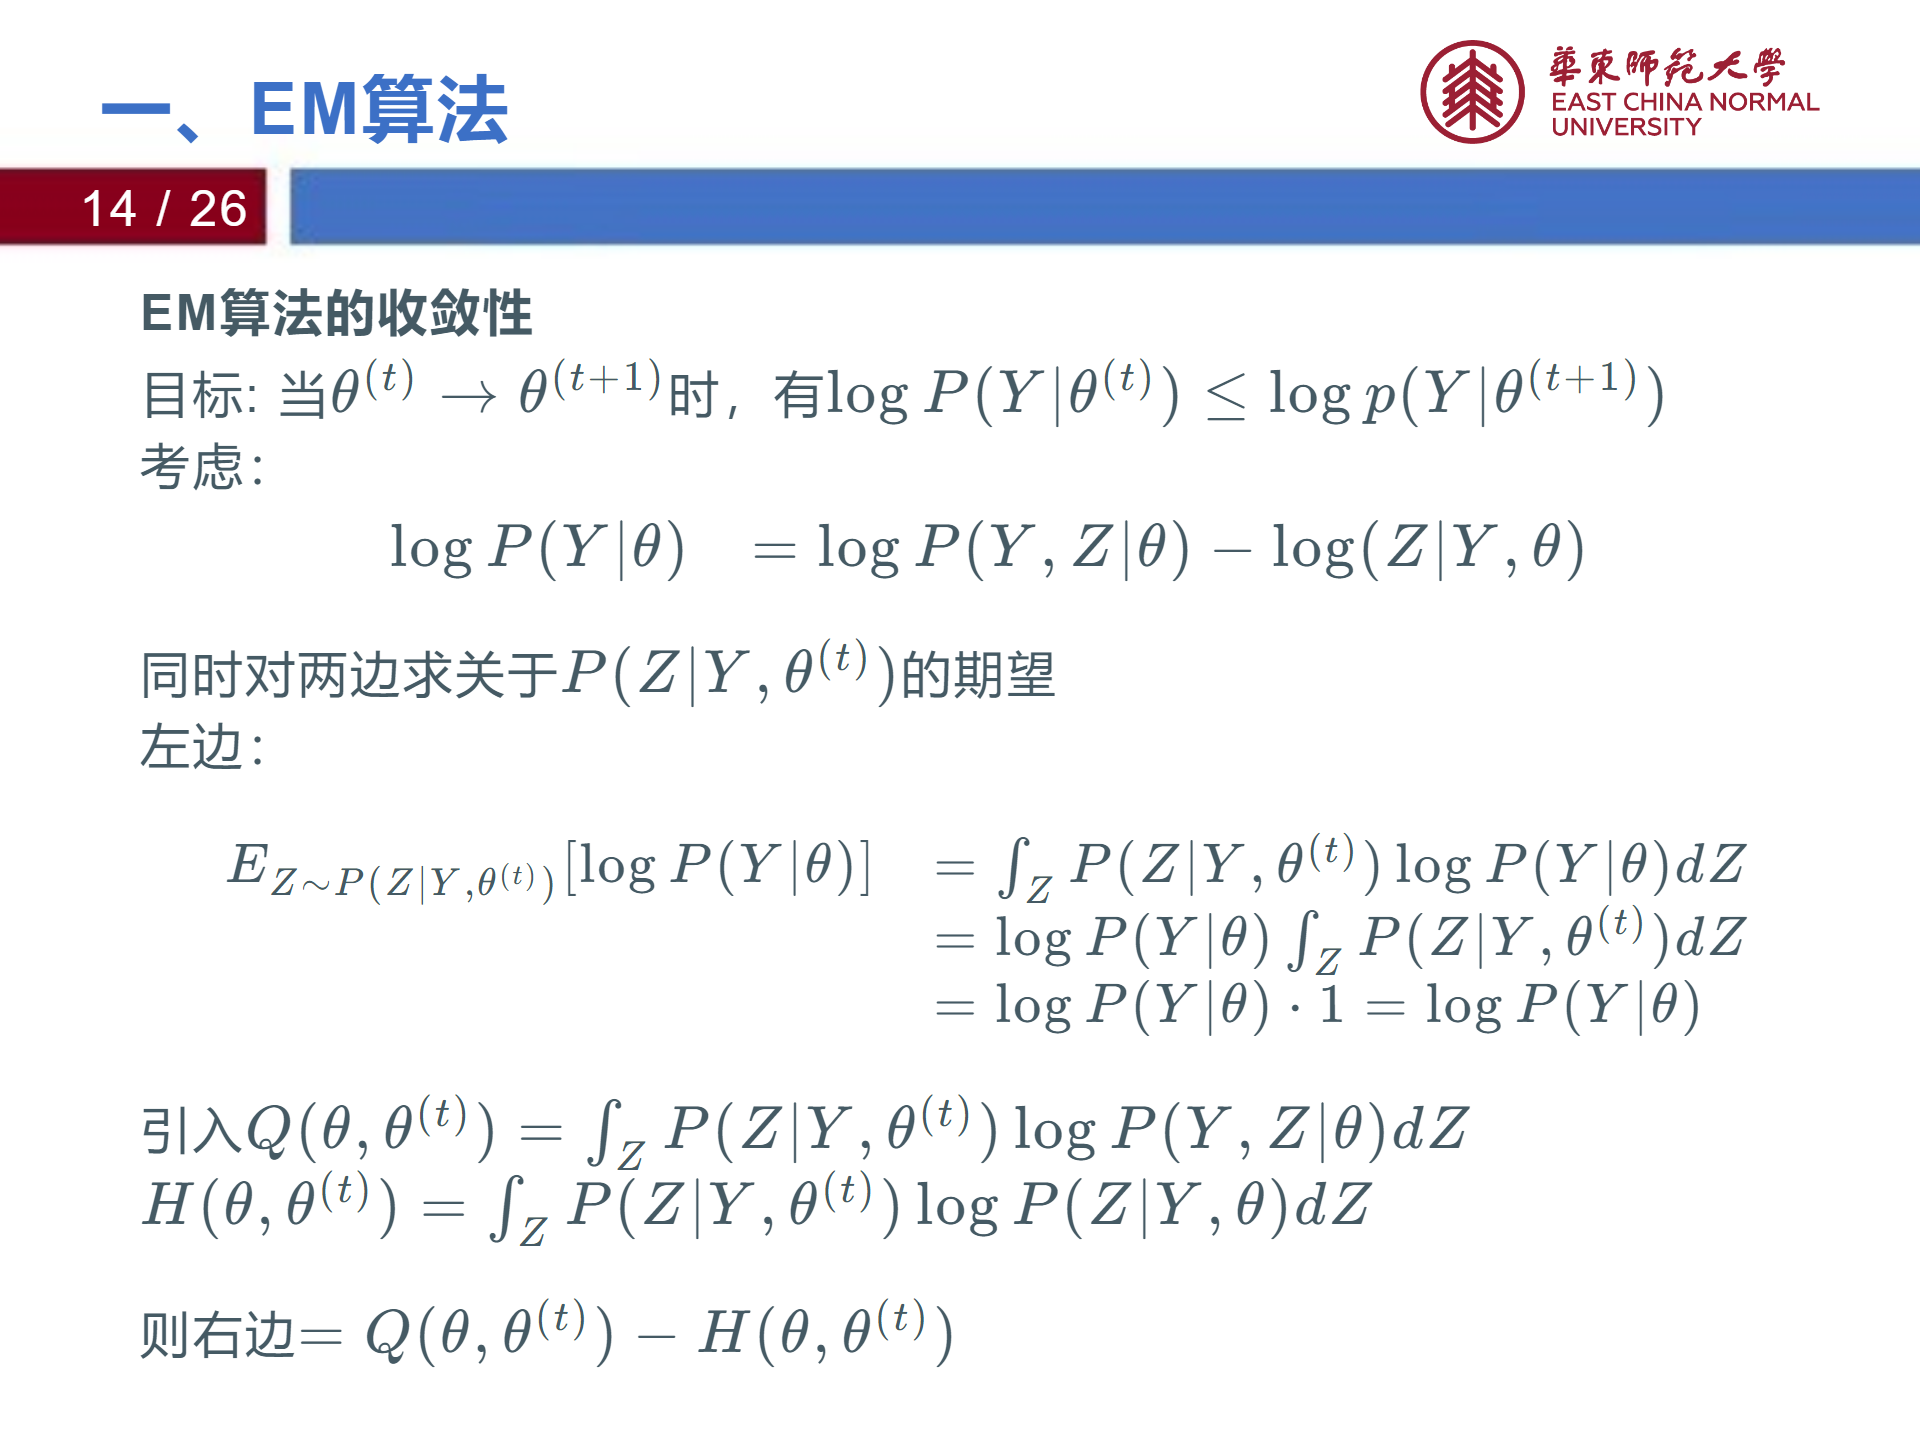 一、EM算法
華東師範大學
EAST CHINA NORMAL
UNIVERSITY
14 / 26
EM算法的收敛性
目标: 当θ^(t) → θ^(t+1)时，有log P(Y|θ^(t)) ≤ log p(Y|θ^(t+1))
考虑：
log P(Y|θ) = log P(Y, Z|θ) − log(Z|Y, θ)
同时对两边求关于P(Z|Y, θ^(t))的期望
左边：
E_{Z∼P(Z|Y,θ^(t))}[log P(Y|θ)] = ∫_Z P(Z|Y, θ^(t)) log P(Y|θ)dZ
= log P(Y|θ) ∫_Z P(Z|Y, θ^(t))dZ
= log P(Y|θ) · 1 = log P(Y|θ)
引入Q(θ, θ^(t)) = ∫_Z P(Z|Y, θ^(t)) log P(Y, Z|θ)dZ
H(θ, θ^(t)) = ∫_Z P(Z|Y, θ^(t)) log P(Z|Y, θ)dZ
则右边= Q(θ, θ^(t)) − H(θ, θ^(t))